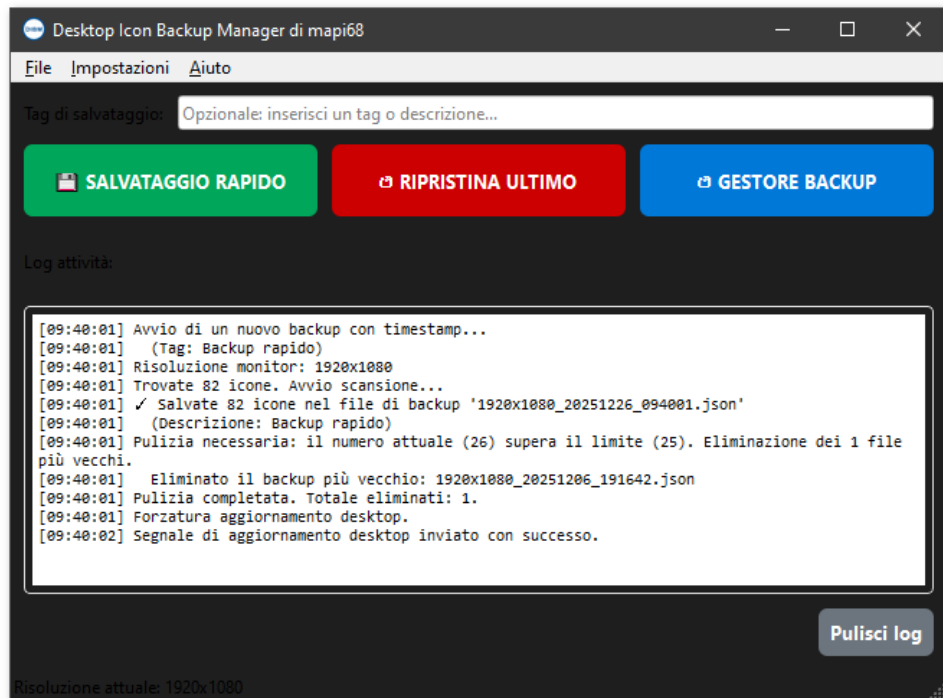 Desktop Icon Backup Manager di mapi68
File Impostazioni Aiuto
Tag di salvataggio: Opzionale: inserisci un tag o descrizione...
SALVATAGGIO RAPIDO RIPRISTINA ULTIMO GESTORE BACKUP
Log attività:
[09:40:01] Avvio di un nuovo backup con timestamp...
[09:40:01] (Tag: Backup rapido)
[09:40:01] Risoluzione monitor: 1920x1080
[09:40:01] Trovate 82 icone. Avvio scansione...
[09:40:01] ✓ Salvate 82 icone nel file di backup '1920x1080_20251226_094001.json'
[09:40:01] (Descrizione: Backup rapido)
[09:40:01] Pulizia necessaria: il numero attuale (26) supera il limite (25). Eliminazione dei 1 file
più vecchi.
[09:40:01] Eliminato il backup più vecchio: 1920x1080_20251206_191642.json
[09:40:01] Pulizia completata. Totale eliminati: 1.
[09:40:01] Forzatura aggiornamento desktop.
[09:40:02] Segnale di aggiornamento desktop inviato con successo.
Pulisci log
Risoluzione attuale: 1920x1080